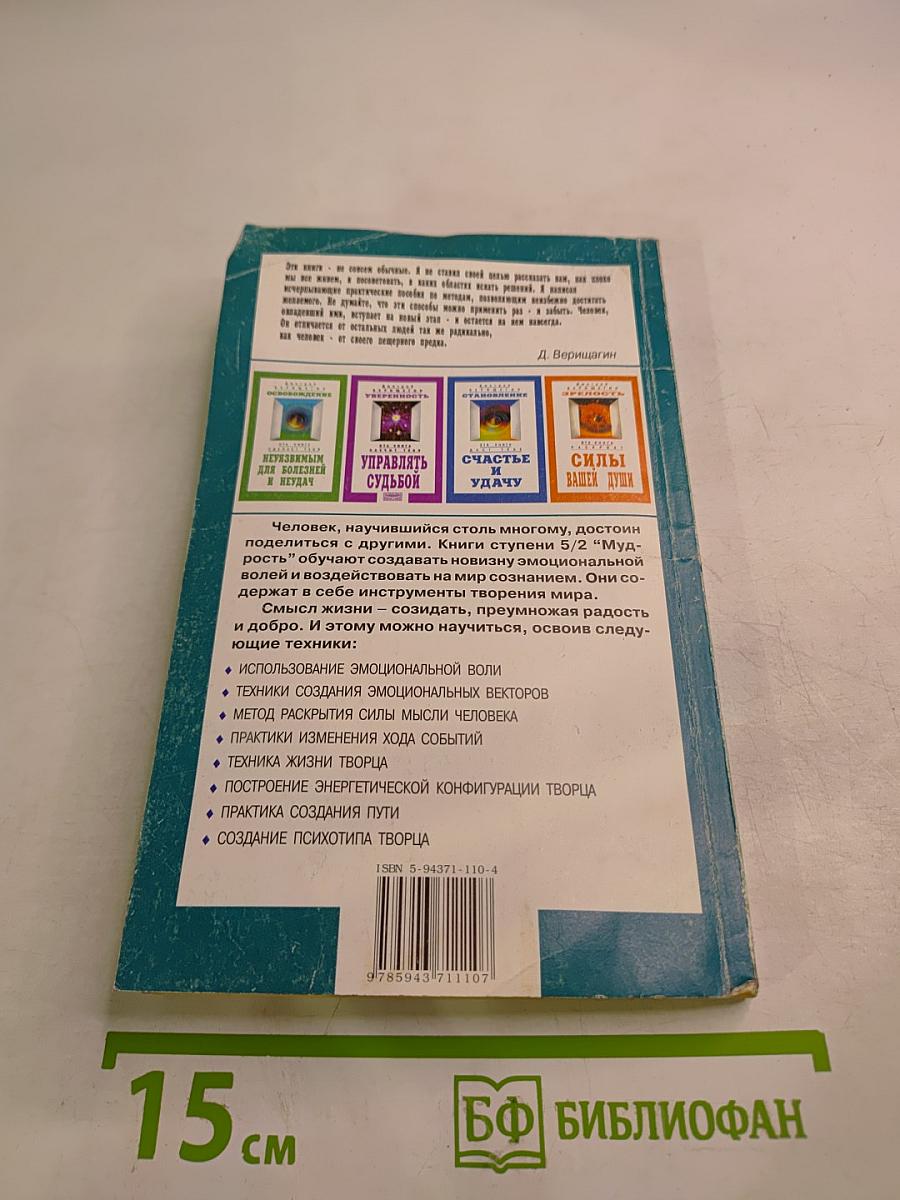 Эти книги - не совсем обычные. Я не ставил своей целью рассказать вам, как плохо
мы все живем, и посоветовать, в каких областях искать решений. Я написал
исчерпывающие практические пособия по методам, позволяющим неизбежно достигать
желаемого. Не думайте, что эти способы можно применить раз - и забыть. Человек,
овладевший ими, вступает на новый этап - и остается на нем навсегда.
Он отличается от остальных людей так же радикально,
как человек - от своего пещерного предка.
Д. Верищагин
ОСВОБОЖДЕНИЕ
НЕУЯЗВИМЫМ
ДЛЯ БОЛЕЗНЕЙ
И НЕУДАЧ
УВЕРЕННОСТЬ
УПРАВЛЯТЬ
СУДЬБОЙ
СТАНОВЛЕНИЕ
СЧАСТЬЕ
И
УДАЧУ
ЗРЕЛОСТЬ
СИЛЫ
ВАШЕЙ ДУШИ
Человек, научившийся столь многому, достоин
поделиться с другими. Книги ступени 5/2 “Муд-
рость” обучают создавать новизну эмоциональной
волей и воздействовать на мир сознанием. Они со-
держат в себе инструменты творения мира.
Смысл жизни – созидать, преумножая радость
и добро. И этому можно научиться, освоив следу-
ющие техники:
♦ ИСПОЛЬЗОВАНИЕ ЭМОЦИОНАЛЬНОЙ ВОЛИ
♦ ТЕХНИКИ СОЗДАНИЯ ЭМОЦИОНАЛЬНЫХ ВЕКТОРОВ
♦ МЕТОД РАСКРЫТИЯ СИЛЫ МЫСЛИ ЧЕЛОВЕКА
♦ ПРАКТИКИ ИЗМЕНЕНИЯ ХОДА СОБЫТИЙ
♦ ТЕХНИКА ЖИЗНИ ТВОРЦА
♦ ПОСТРОЕНИЕ ЭНЕРГЕТИЧЕСКОЙ КОНФИГУРАЦИИ ТВОРЦА
♦ ПРАКТИКА СОЗДАНИЯ ПУТИ
♦ СОЗДАНИЕ ПСИХОТИПА ТВОРЦА
ISBN 5-94371-110-4
9 785943 711107
15 см
БФ БИБЛИОФАН